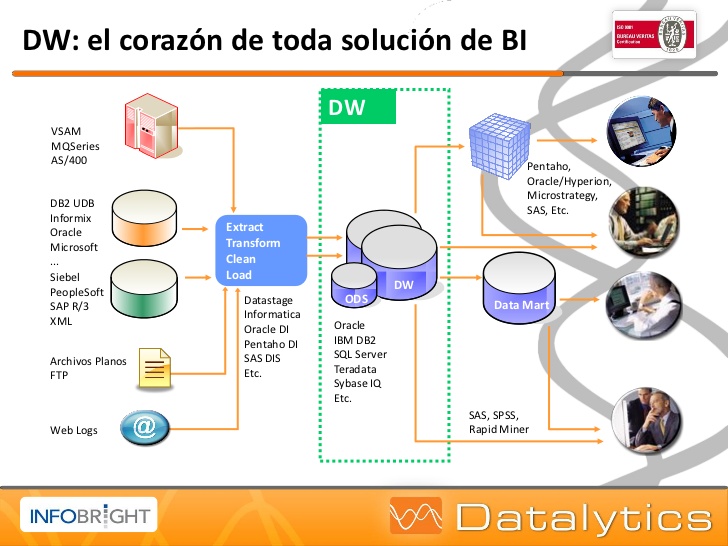 DW: el corazón de toda solución de BI
ISO 9001
BUREAU VERITAS
Certification
DW
VSAM
MQSeries
AS/400
DB2 UDB
Informix
Oracle
Microsoft
...
Siebel
PeopleSoft
SAP R/3
XML
Archivos Planos
FTP
Web Logs
@
Extract
Transform
Clean
Load
Datastage
Informatica
Oracle DI
Pentaho DI
SAS DIS
Etc.
ODS
DW
Oracle
IBM DB2
SQL Server
Teradata
Sybase IQ
Etc.
Pentaho,
Oracle/Hyperion,
Microstrategy,
SAS, Etc.
Data Mart
SAS, SPSS,
Rapid Miner
INFOBRIGHT
Datalytics